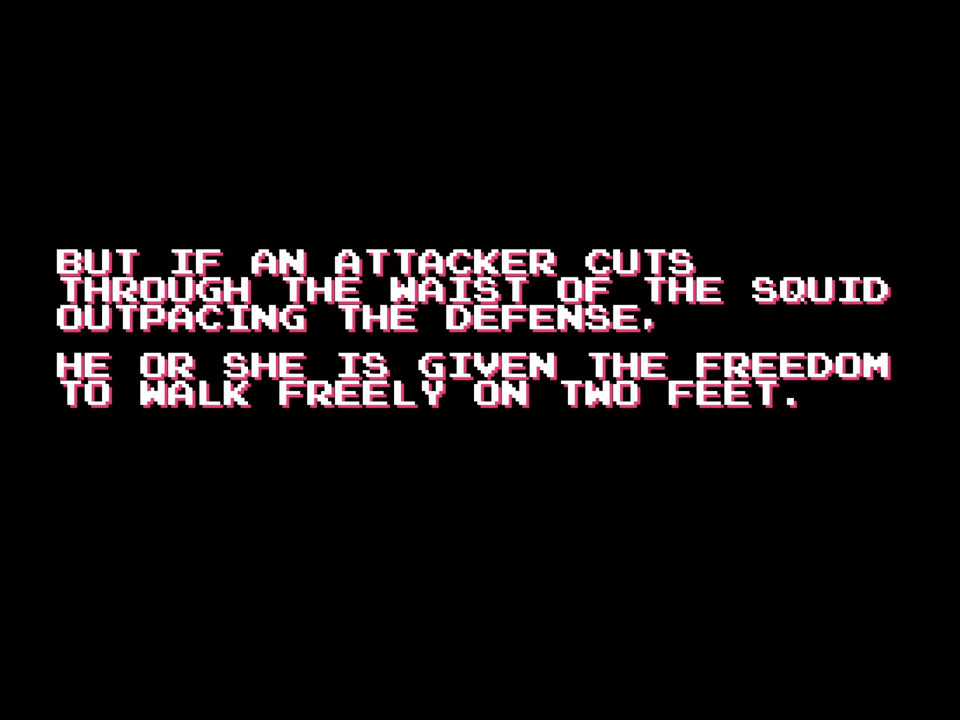 BUT IF AN ATTACKER CUTS
THROUGH THE WAIST OF THE SQUID
OUTPACING THE DEFENSE,
HE OR SHE IS GIVEN THE FREEDOM
TO WALK FREELY ON TWO FEET.